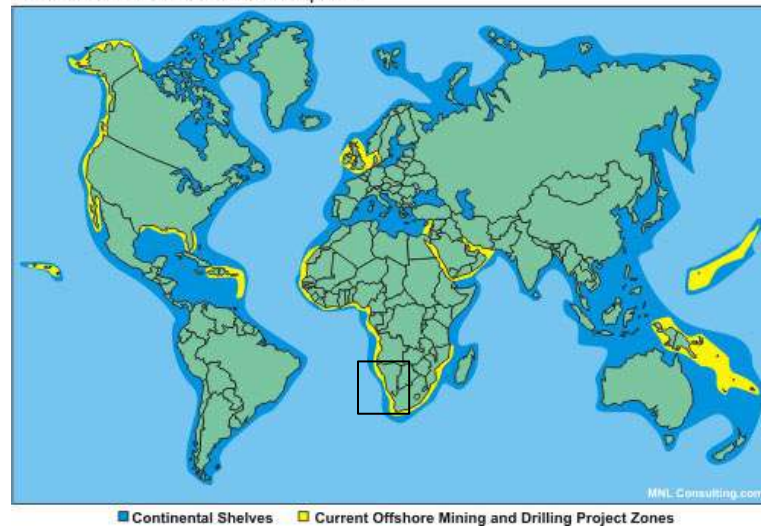 MNL Consulting.com
Continental Shelves Current Offshore Mining and Drilling Project Zones